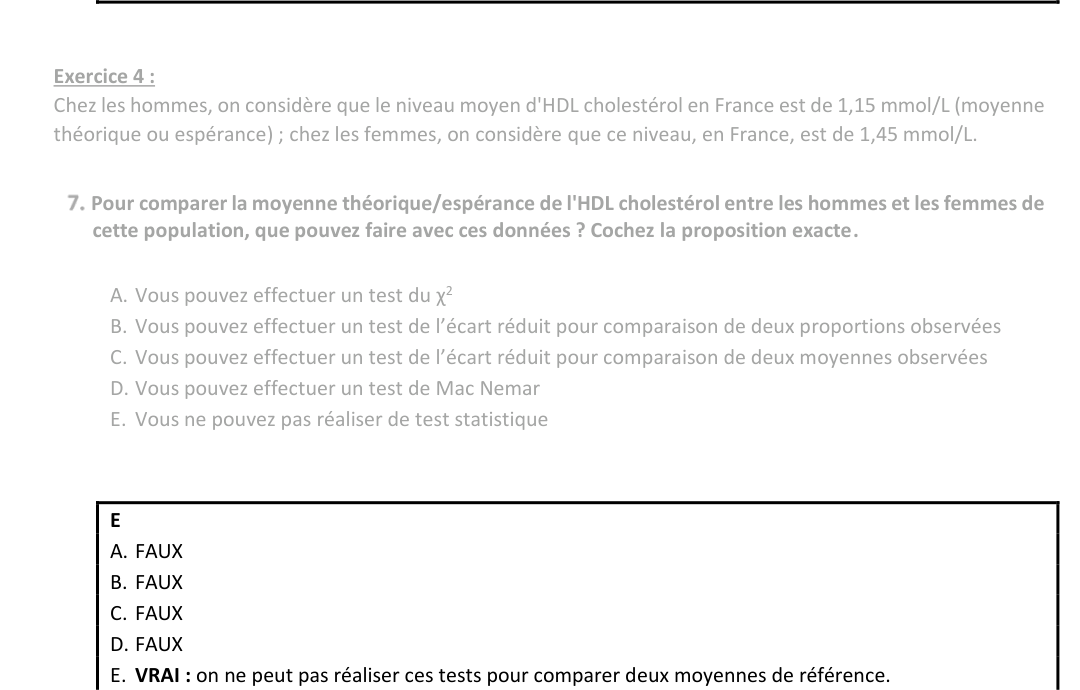 Exercice 4 :
Chez les hommes, on considère que le niveau moyen d'HDL cholestérol en France est de 1,15 mmol/L (moyenne
théorique ou espérance) ; chez les femmes, on considère que ce niveau, en France, est de 1,45 mmol/L.
7. Pour comparer la moyenne théorique/espérance de l'HDL cholestérol entre les hommes et les femmes de
cette population, que pouvez faire avec ces données ? Cochez la proposition exacte.
A. Vous pouvez effectuer un test du χ²
B. Vous pouvez effectuer un test de l’écart réduit pour comparaison de deux proportions observées
C. Vous pouvez effectuer un test de l’écart réduit pour comparaison de deux moyennes observées
D. Vous pouvez effectuer un test de Mac Nemar
E. Vous ne pouvez pas réaliser de test statistique
E
A. FAUX
B. FAUX
C. FAUX
D. FAUX
E. VRAI : on ne peut pas réaliser ces tests pour comparer deux moyennes de référence.